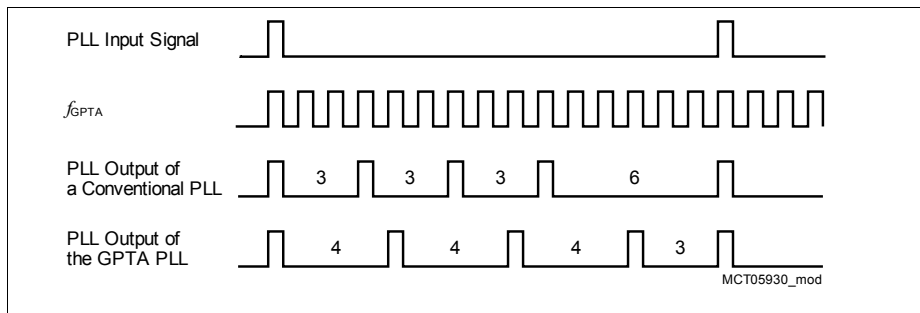 PLL Input Signal
fGPTA
PLL Output of
a Conventional PLL
3 3 3 6
PLL Output of
the GPTA PLL
4 4 4 3
MCT05930_mod